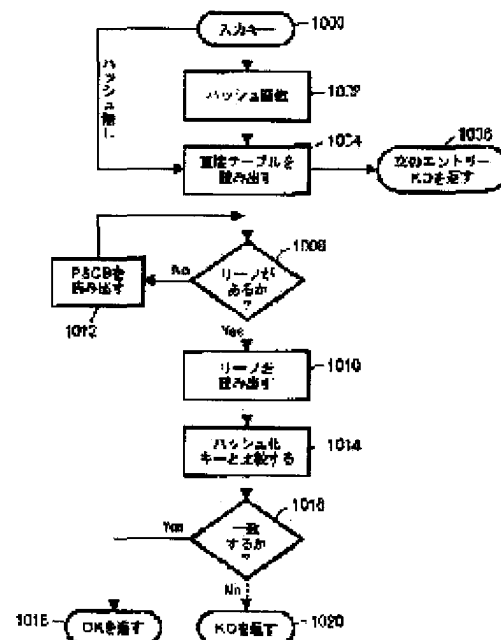 入力キー
1000
ハッシュ無し
ハッシュ関数
1002
直接テーブルを
読み出す
1004
1006
空のエントリー
KOを返す
1008
リーフが
あるか
?
No
PSCBを
読み出す
1012
Yes
リーフを
読み出す
1010
ハッシュ化
キーと比較する
1014
1016
一致
するか
?
Yes
No
1018
OKを返す
KOを返す
1020